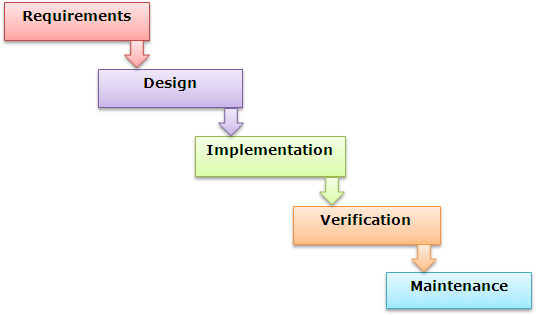 Requirements
Design
Implementation
Verification
Maintenance